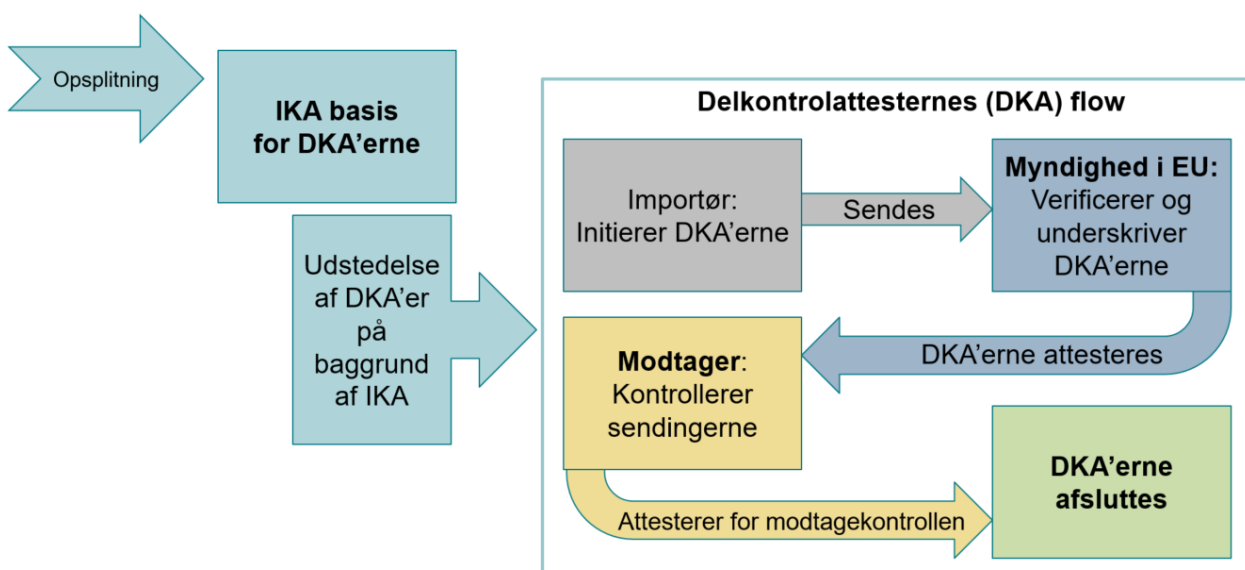 Opsplitning
IKA basis
for DKA'erne
Udstedelse
af DKA'er
på
baggrund
af IKA
Delkontrolattesternes (DKA) flow
Importør:
Initierer DKA'erne
Sendes
Myndighed i EU:
Verificerer og
underskriver
DKA'erne
DKA'erne attesteres
Modtager:
Kontrollerer
sendingerne
Attesterer for modtagekontrollen
DKA'erne
afsluttes